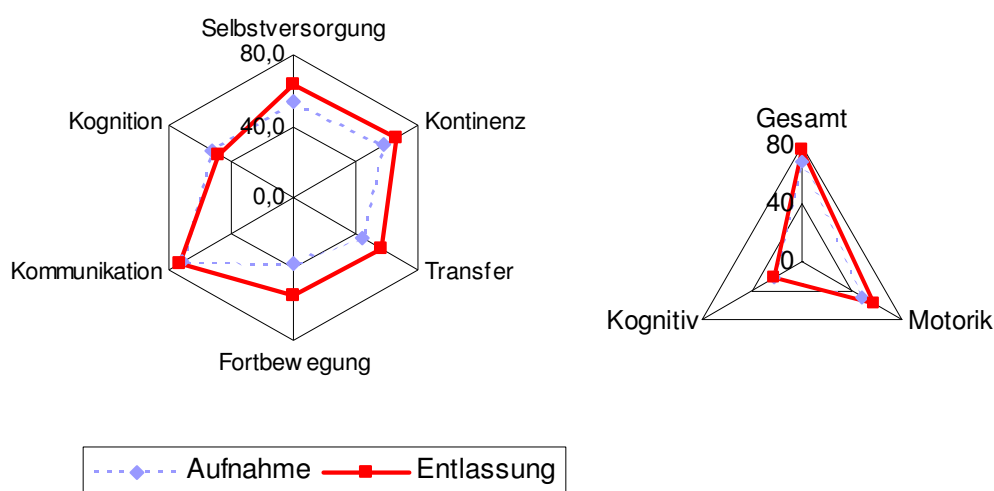 Selbstversorgung
80,0
Kognition
40,0
Kontinenz
0,0
Kommunikation
Transfer
Fortbewegung
Gesamt
80
40
0
Kognitiv
Motorik
Aufnahme
Entlassung